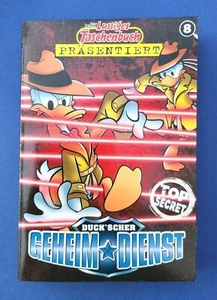 Lustiges
Taschenbuch
PRÄSENTIERT
8
TOP
SECRET
DUCK'SCHER
GEHEIM DIENST